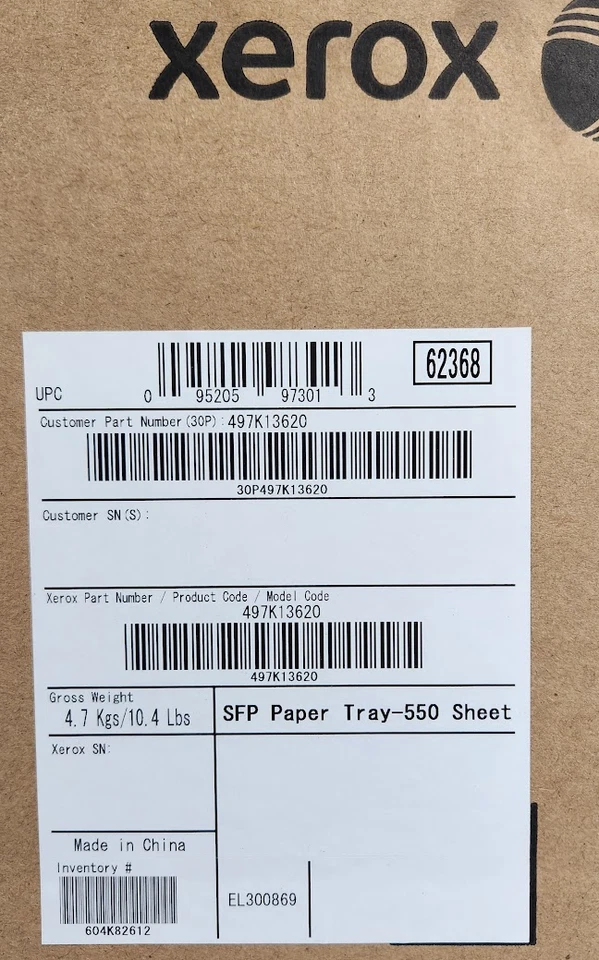 xerox
62368
UPC 0 95205 97301 3
Customer Part Number(30P):497K13620
30P497K13620
Customer SN(S):
Xerox Part Number / Product Code / Model Code
497K13620
497K13620
Gross Weight
4.7 Kgs/10.4 Lbs
SFP Paper Tray-550 Sheet
Xerox SN:
Made in China
Inventory #
604K82612
EL300869